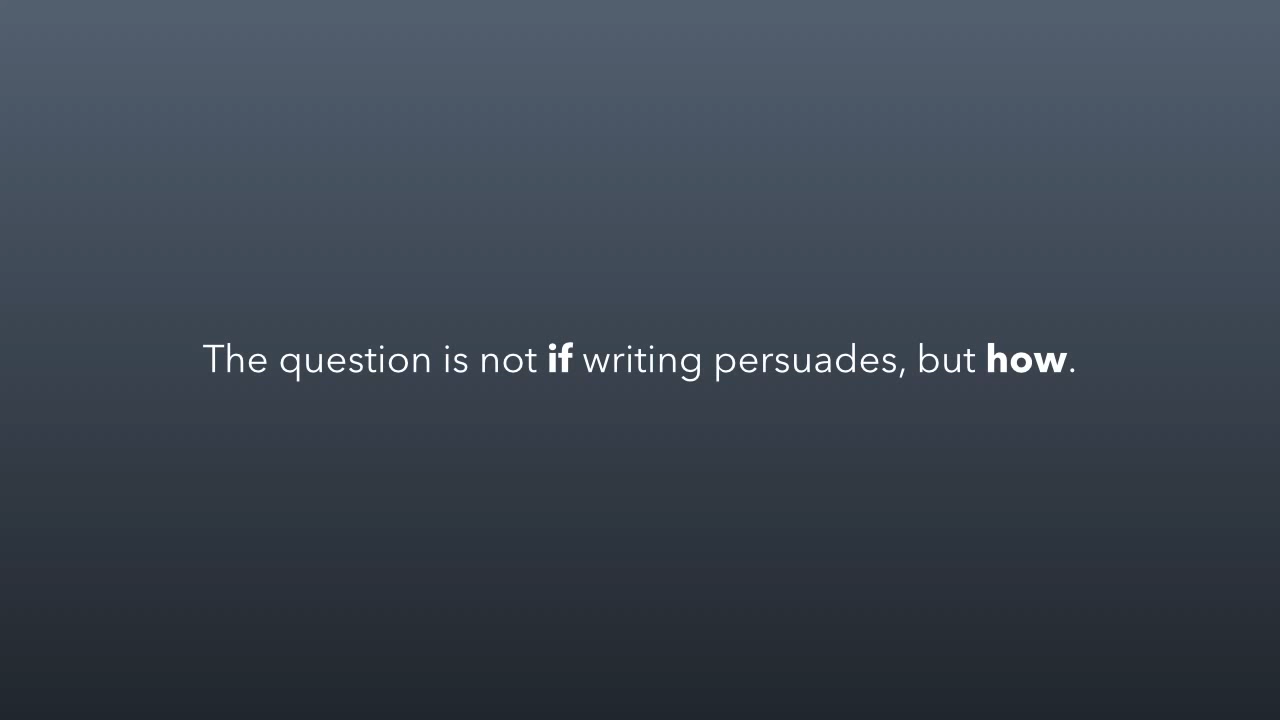 The question is not if writing persuades, but how.